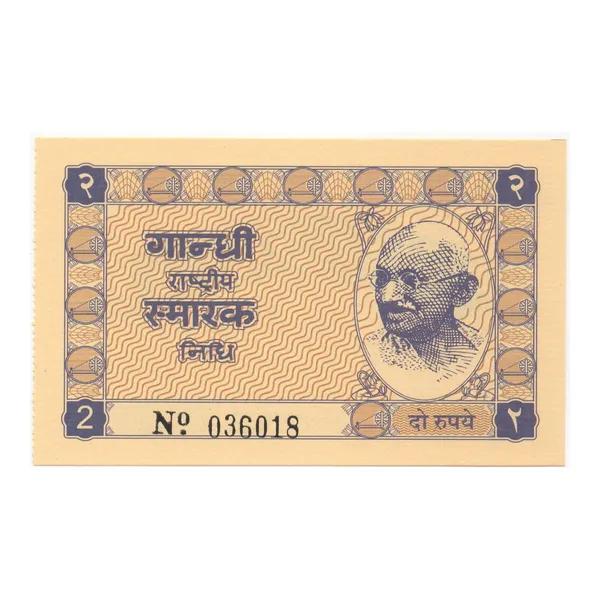 २ २
गान्धी
राष्ट्रीय
स्मारक
निधि
2 Nº 036018 दो रुपये २